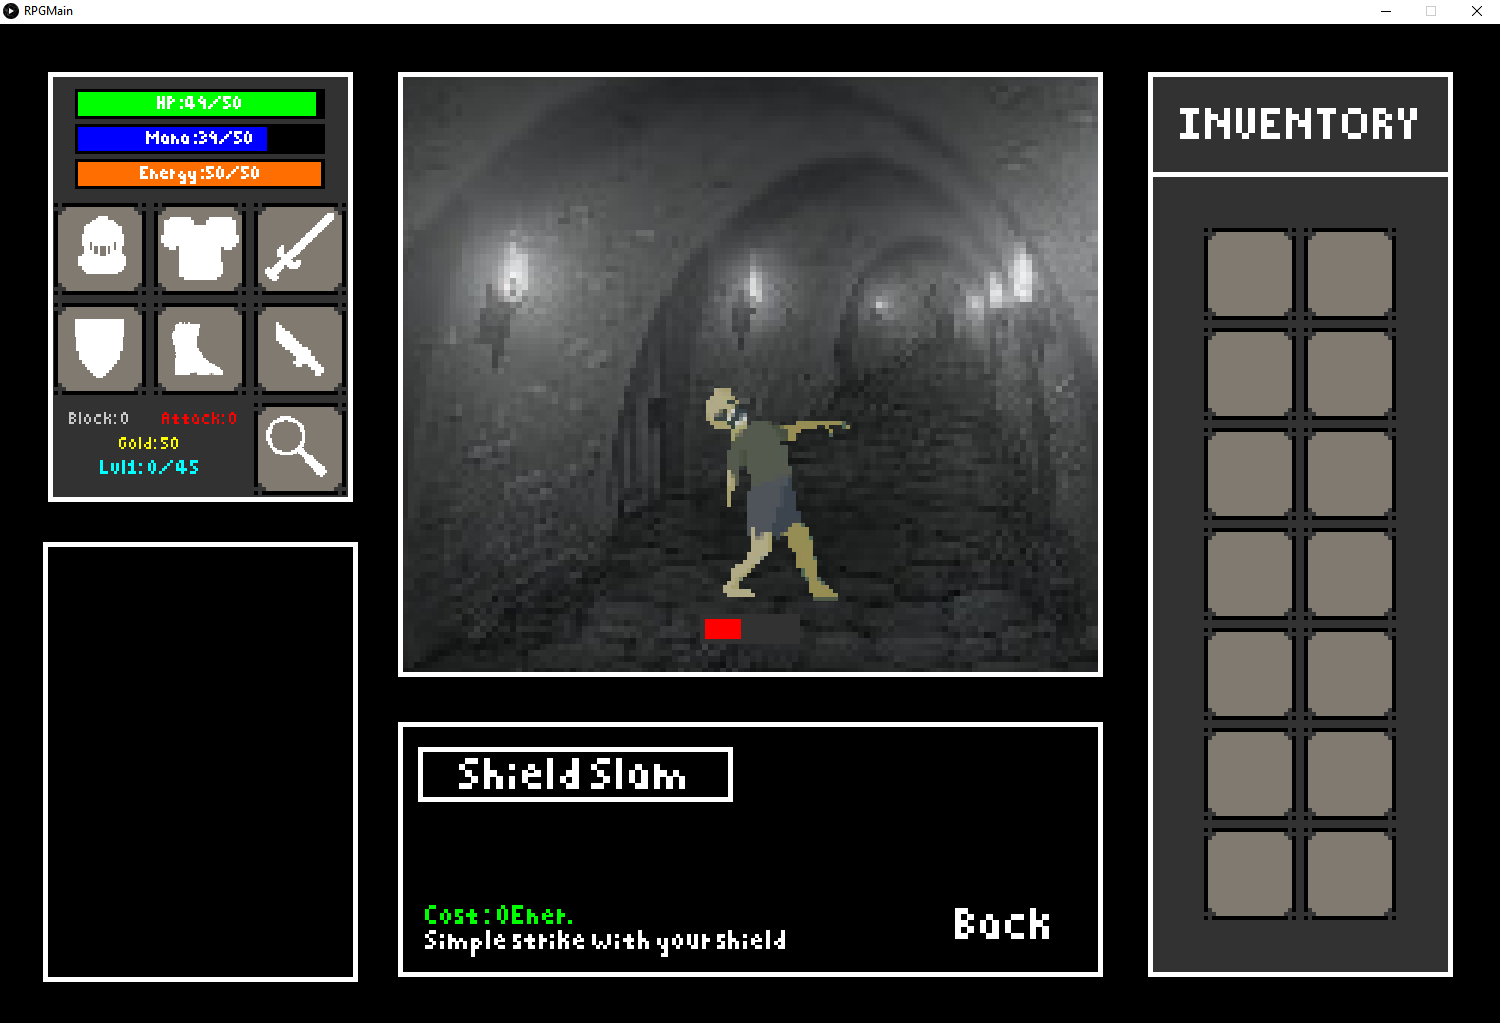 RPGMain
HP:49/50
Mana:39/50
Energy:50/50
Block:0 Attack:0
Gold:50
Lvl1:0/45
INVENTORY
Shield Slam
Cost:0Ener.
Simple strike with your shield
Back